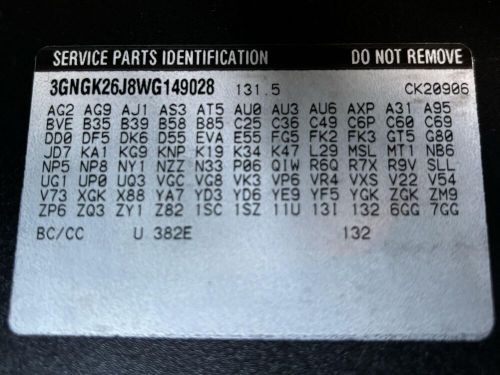 SERVICE PARTS IDENTIFICATION DO NOT REMOVE
3GNGK26J8WG149028 131.5 CK20906
AG2 AG9 AJ1 AS3 AT5 AU0 AU3 AU6 AXP A31 A95
BVE B35 B39 B58 B85 C25 C36 C49 C6P C60 C69
DD0 DF5 DK6 D55 EVA E55 FG5 FK2 FK3 GT5 G80
JD7 KA1 KG9 KNP K19 K34 K47 L29 MSL MT1 NB6
NP5 NP8 NY1 NZZ N33 P06 QIW R6Q R7X R9V SLL
UG1 UP0 UQ3 VGC VG8 VK3 VP6 VR4 VXS V22 V54
V73 XGK X88 YA7 YD3 YD6 YE9 YF5 YGK ZGK ZM9
ZP6 ZQ3 ZY1 Z82 1SC 1SZ 11U 13I 132 6GG 7GG
BC/CC U 382E 132